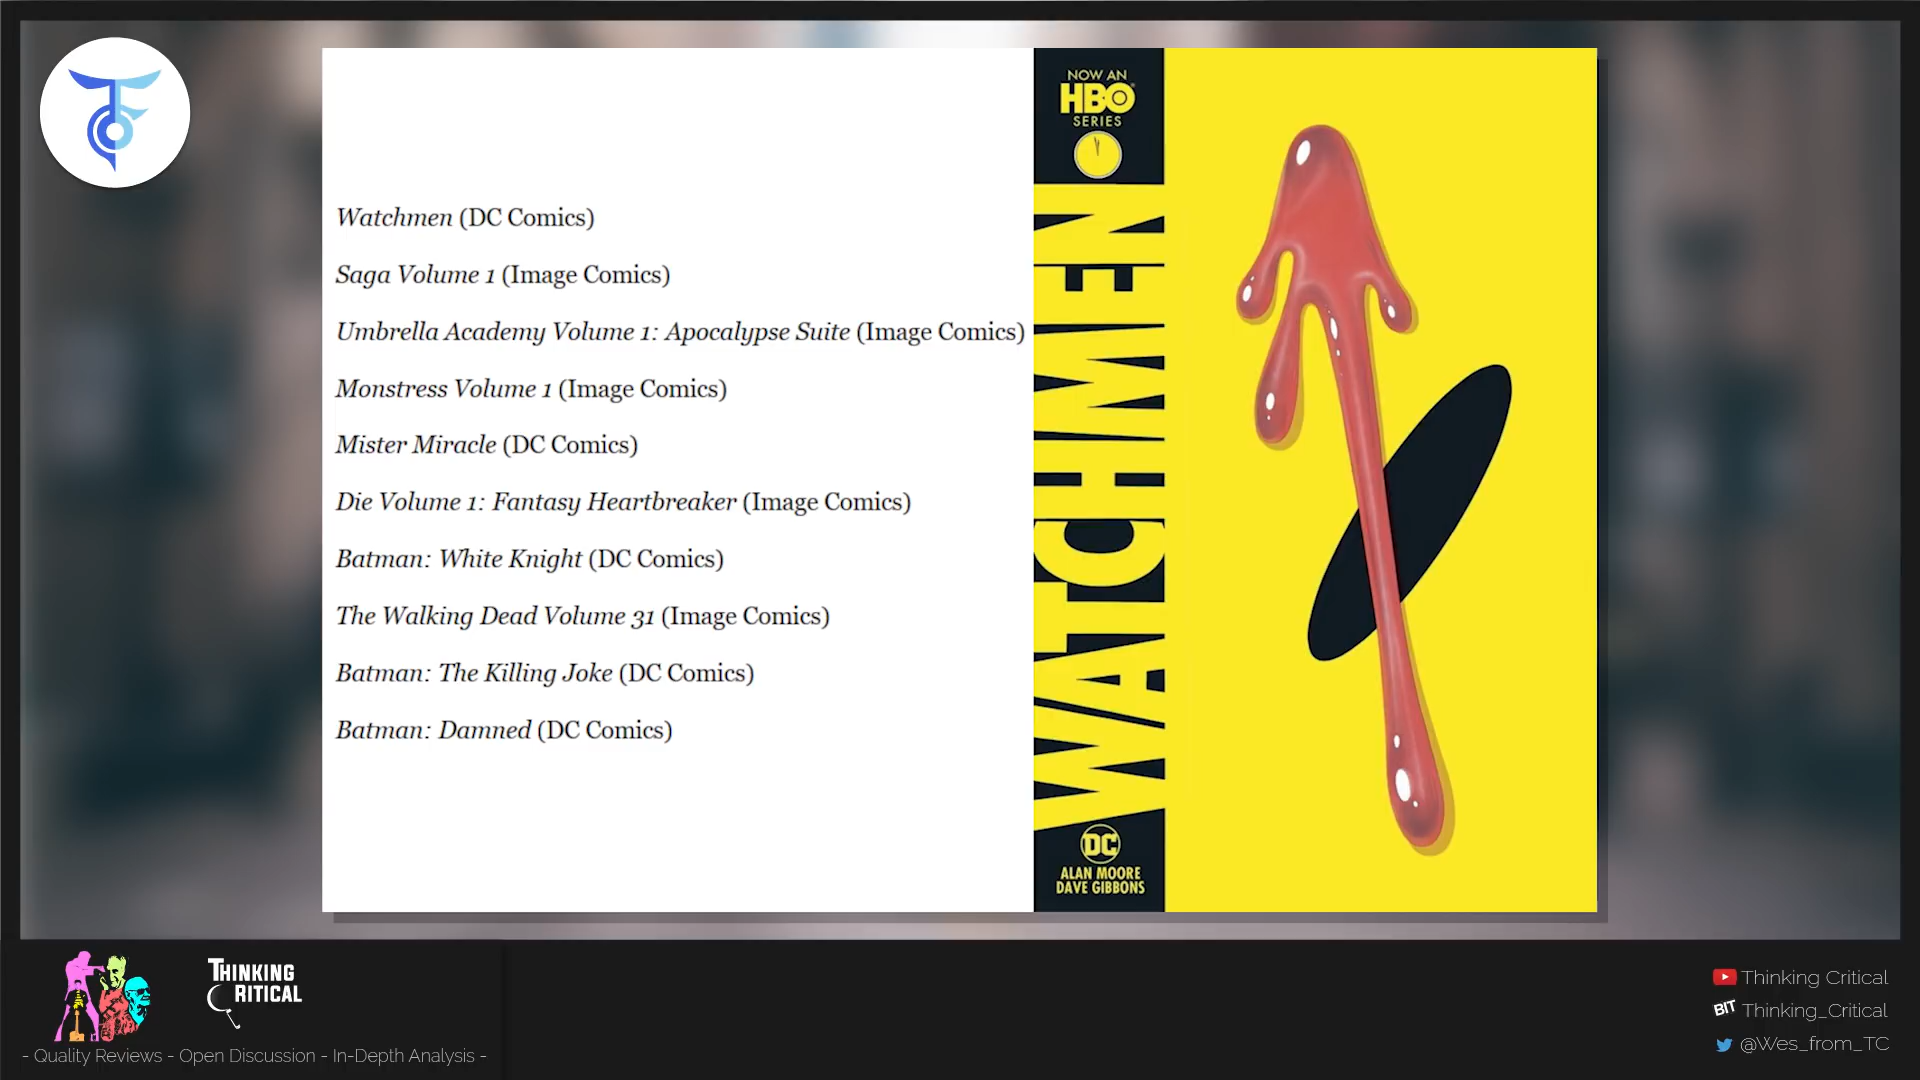 Watchmen (DC Comics)
Saga Volume 1 (Image Comics)
Umbrella Academy Volume 1: Apocalypse Suite (Image Comics)
Monstress Volume 1 (Image Comics)
Mister Miracle (DC Comics)
Die Volume 1: Fantasy Heartbreaker (Image Comics)
Batman: White Knight (DC Comics)
The Walking Dead Volume 31 (Image Comics)
Batman: The Killing Joke (DC Comics)
Batman: Damned (DC Comics)
NOW AN
HBO
SERIES
WATCHMEN
DC
ALAN MOORE
DAVE GIBBONS
THINKING
CRITICAL
- Quality Reviews - Open Discussion - In-Depth Analysis -
Thinking Critical
BIT Thinking_Critical
@Wes_from_TC